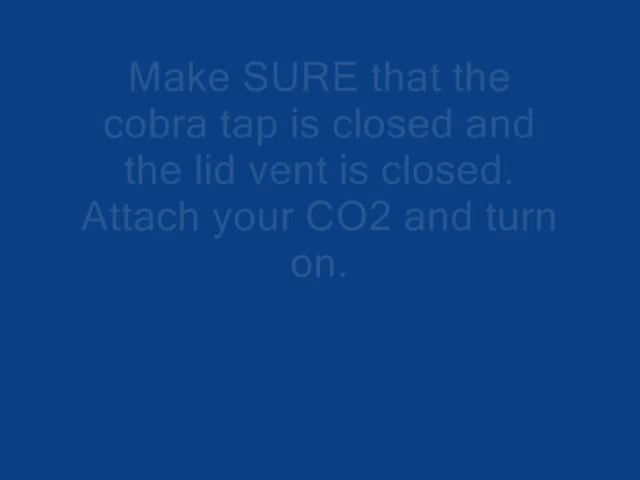 Make SURE that the
cobra tap is closed and
the lid vent is closed.
Attach your CO2 and turn
on.